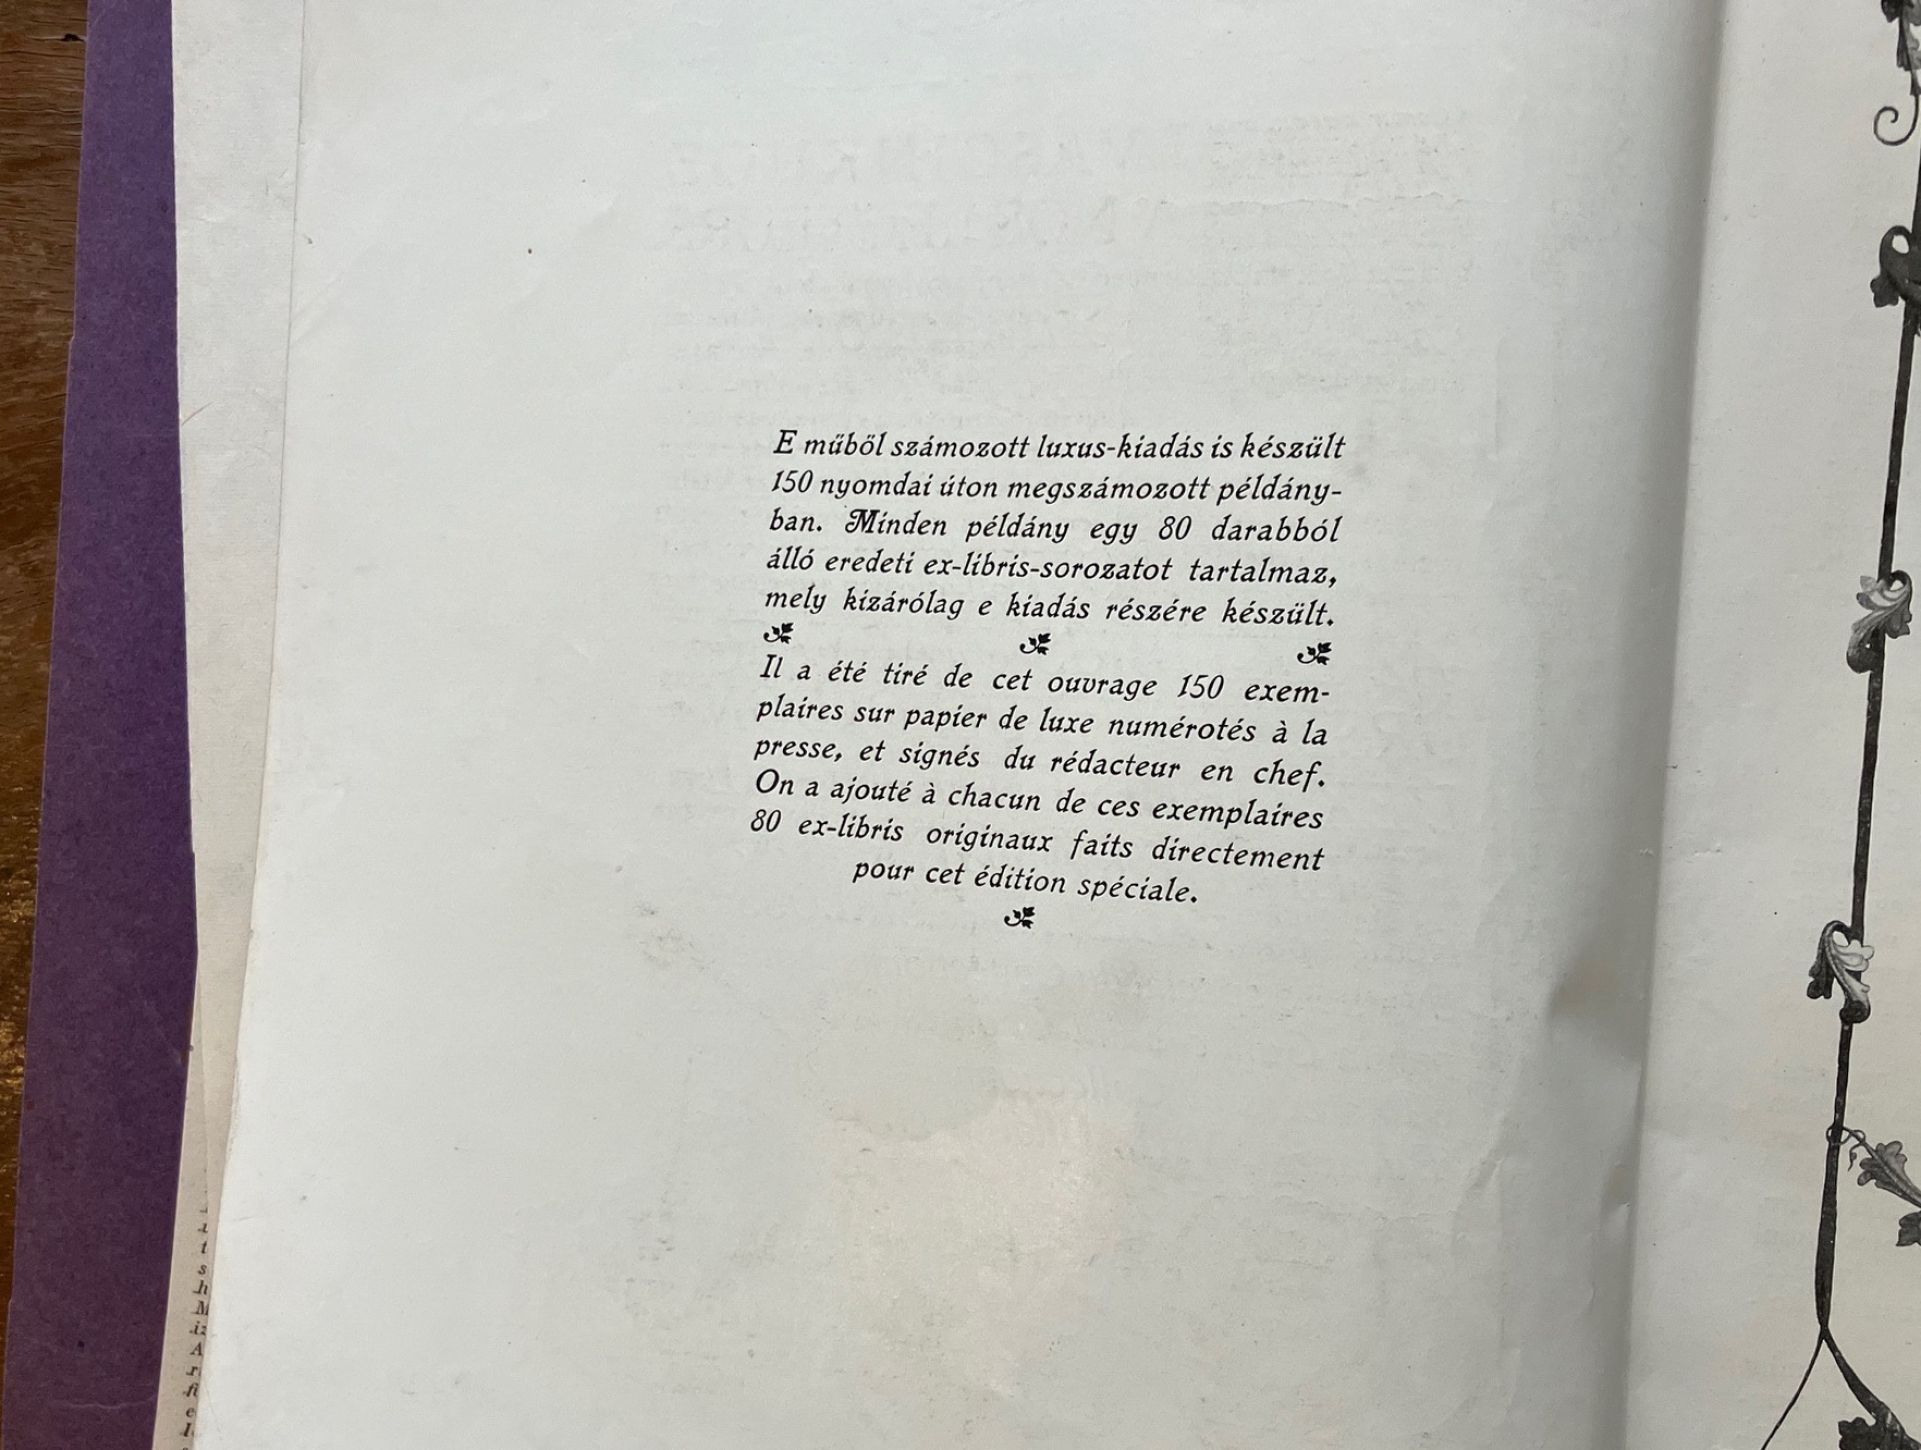 E műből számozott luxus-kiadás is készült
150 nyomdai úton megszámozott példány-
ban. Minden példány egy 80 darabból
álló eredeti ex-libris-sorozatot tartalmaz,
mely kizárólag e kiadás részére készült.
Il a été tiré de cet ouvrage 150 exem-
plaires sur papier de luxe numérotés à la
presse, et signés du rédacteur en chef.
On a ajouté à chacun de ces exemplaires
80 ex-libris originaux faits directement
pour cet édition spéciale.